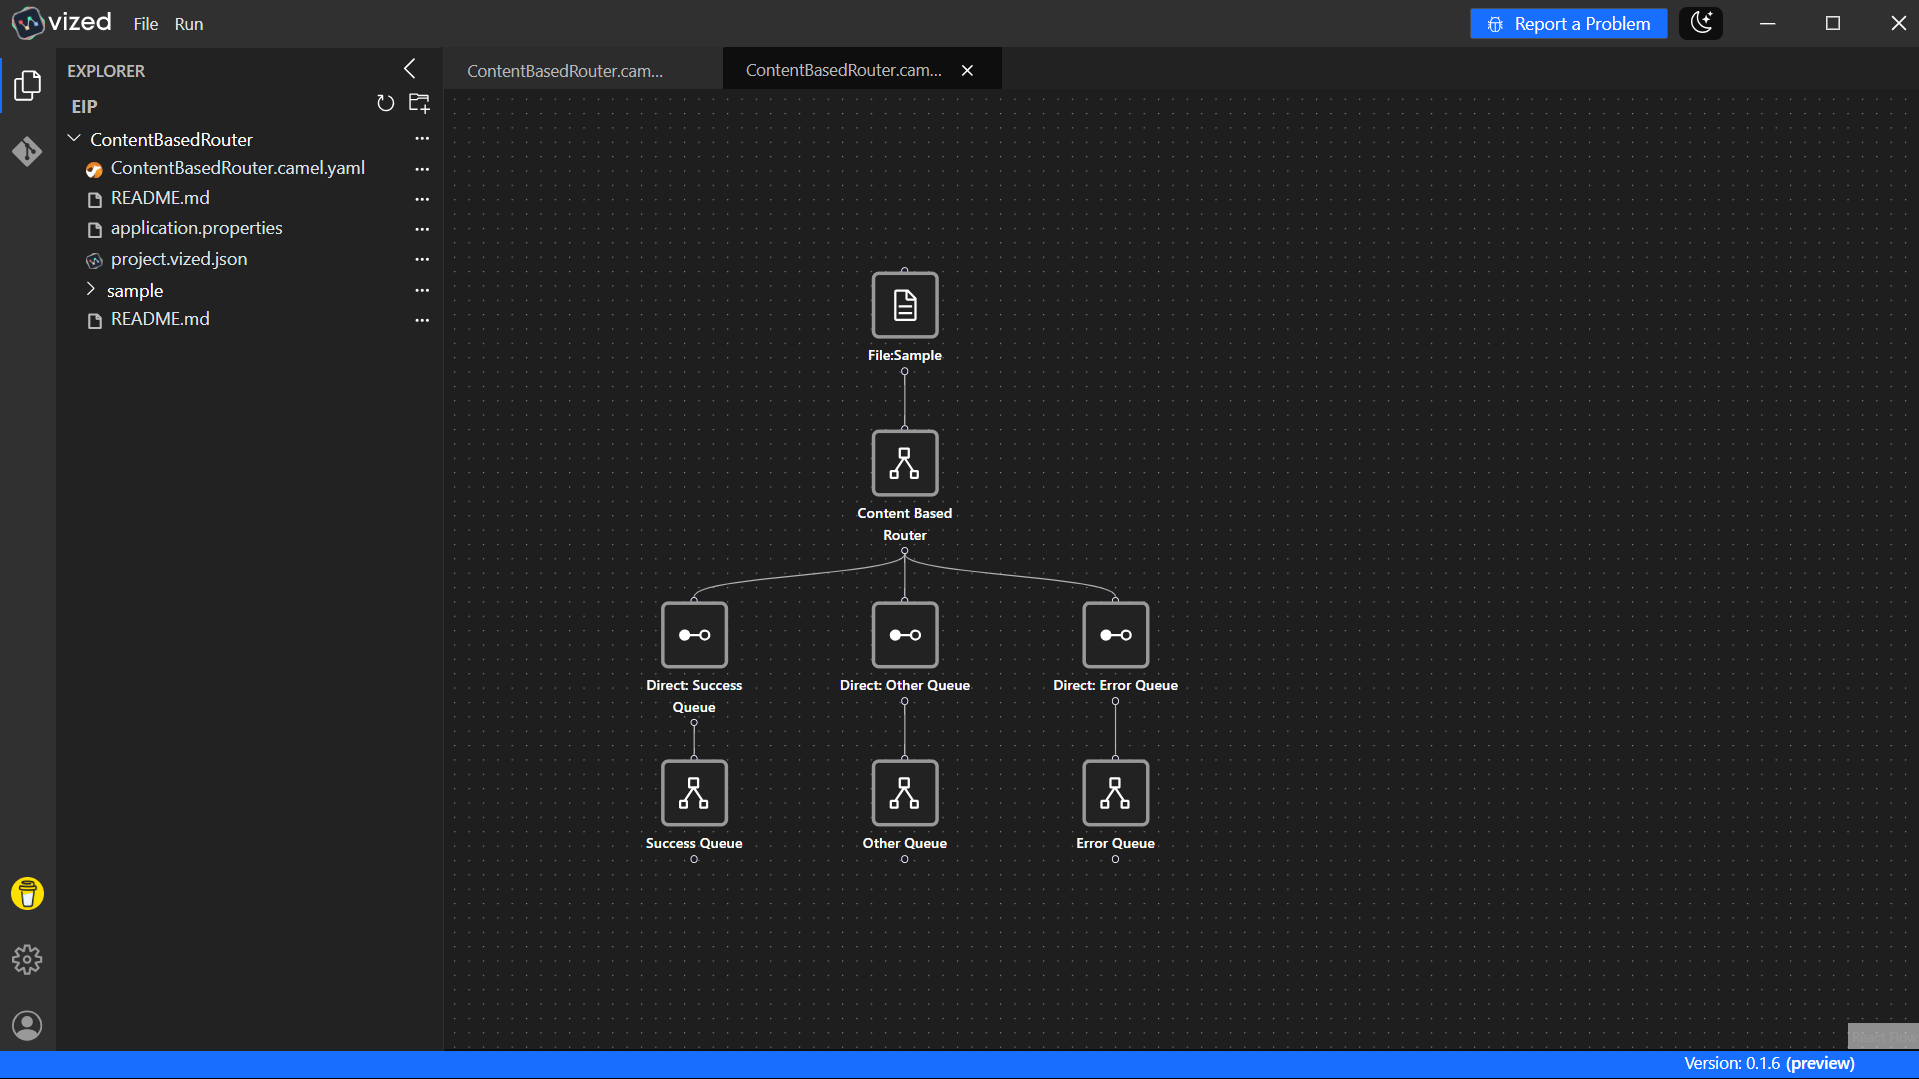 vized File Run Report a Problem
EXPLORER
ContentBasedRouter.cam... ContentBasedRouter.cam...
EIP
ContentBasedRouter
ContentBasedRouter.camel.yaml
README.md
application.properties
project.vized.json
sample
README.md
File:Sample
Content Based
Router
Direct: Success
Queue
Direct: Other Queue
Direct: Error Queue
Success Queue
Other Queue
Error Queue
React Flow
Version: 0.1.6 (preview)